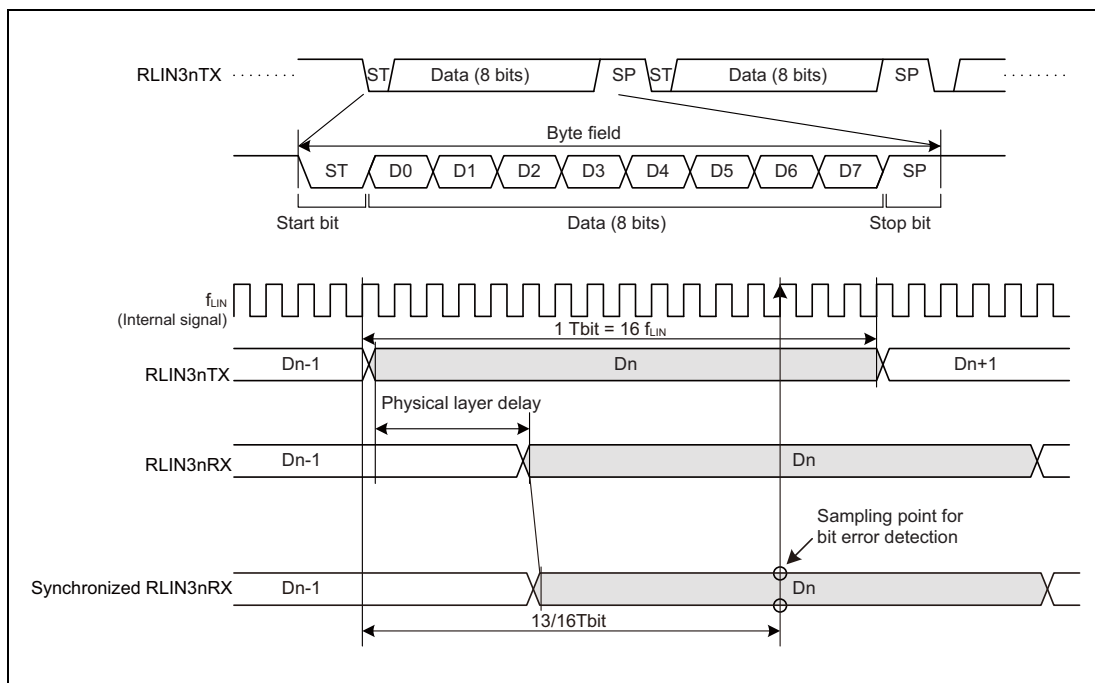 RLIN3nTX
ST Data (8 bits) SP ST Data (8 bits) SP
Byte field
ST D0 D1 D2 D3 D4 D5 D6 D7 SP
Start bit Data (8 bits) Stop bit
fLIN
(Internal signal)
1 Tbit = 16 fLIN
RLIN3nTX Dn-1 Dn Dn+1
Physical layer delay
RLIN3nRX Dn-1 Dn
Sampling point for
bit error detection
Synchronized RLIN3nRX Dn-1 Dn
13/16Tbit